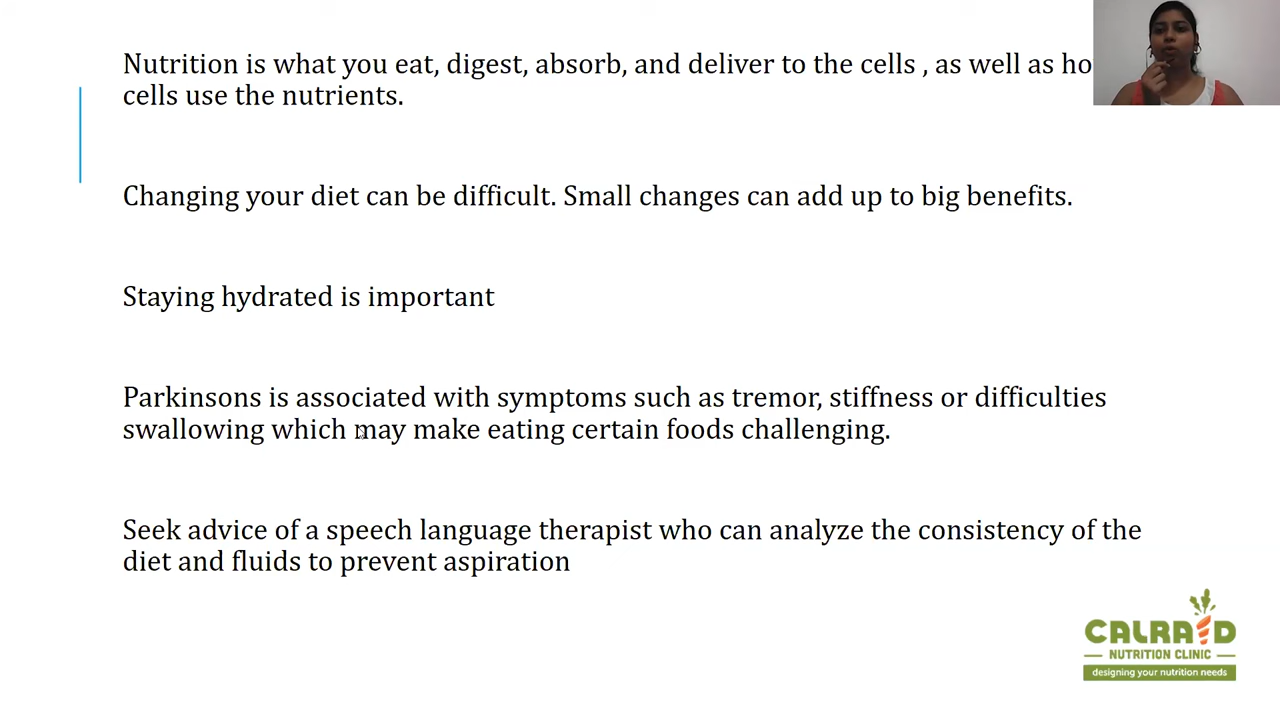 Nutrition is what you eat, digest, absorb, and deliver to the cells , as well as ho
cells use the nutrients.
Changing your diet can be difficult. Small changes can add up to big benefits.
Staying hydrated is important
Parkinsons is associated with symptoms such as tremor, stiffness or difficulties
swallowing which may make eating certain foods challenging.
Seek advice of a speech language therapist who can analyze the consistency of the
diet and fluids to prevent aspiration
CALRAID
NUTRITION CLINIC
designing your nutrition needs